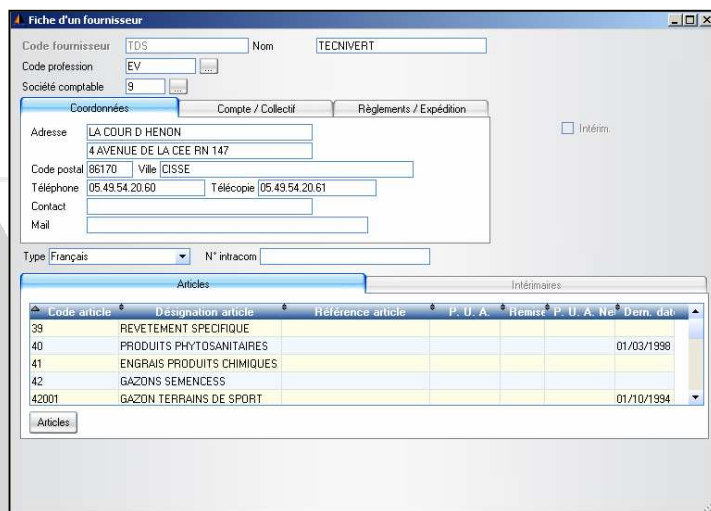 Fiche d'un fournisseur
Code fournisseur TDS Nom TECNIVERT
Code profession EV ...
Société comptable 9 ...
Coordonnées Compte / Collectif Règlements / Expédition
Intérim.
Adresse LA COUR D HENON
4 AVENUE DE LA CEE RN 147
Code postal 86170 Ville CISSE
Téléphone 05.49.54.20.60 Télécopie 05.49.54.20.61
Contact
Mail
Type Français N° intracom
Articles Intérimaires
Code article Désignation article Référence article P. U. A. Remise P. U. A. Ne Dern. dat
39 REVETEMENT SPECIFIQUE
40 PRODUITS PHYTOSANITAIRES 01/03/1998
41 ENGRAIS PRODUITS CHIMIQUES
42 GAZONS SEMENCESS
42001 GAZON TERRAINS DE SPORT 01/10/1994
Articles